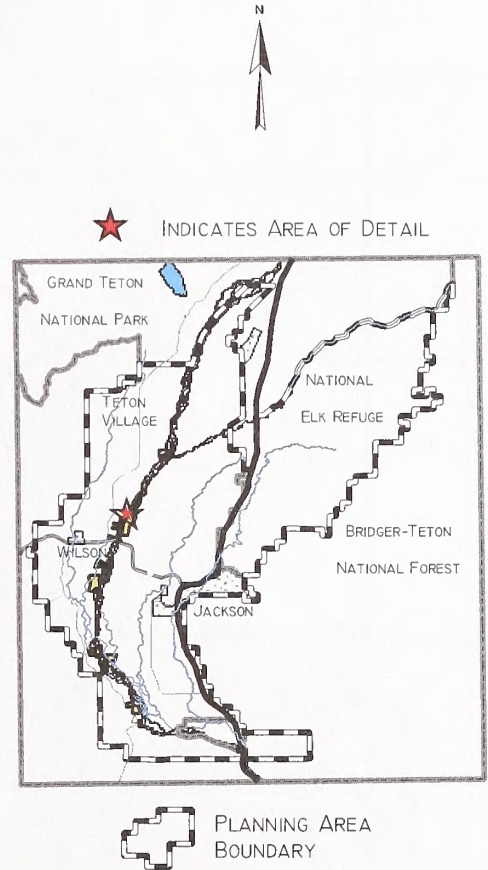 N
INDICATES AREA OF DETAIL
GRAND TETON
NATIONAL PARK
TETON
VILLAGE
NATIONAL
ELK REFUGE
WILSON
BRIDGER-TETON
NATIONAL FOREST
JACKSON
PLANNING AREA
BOUNDARY